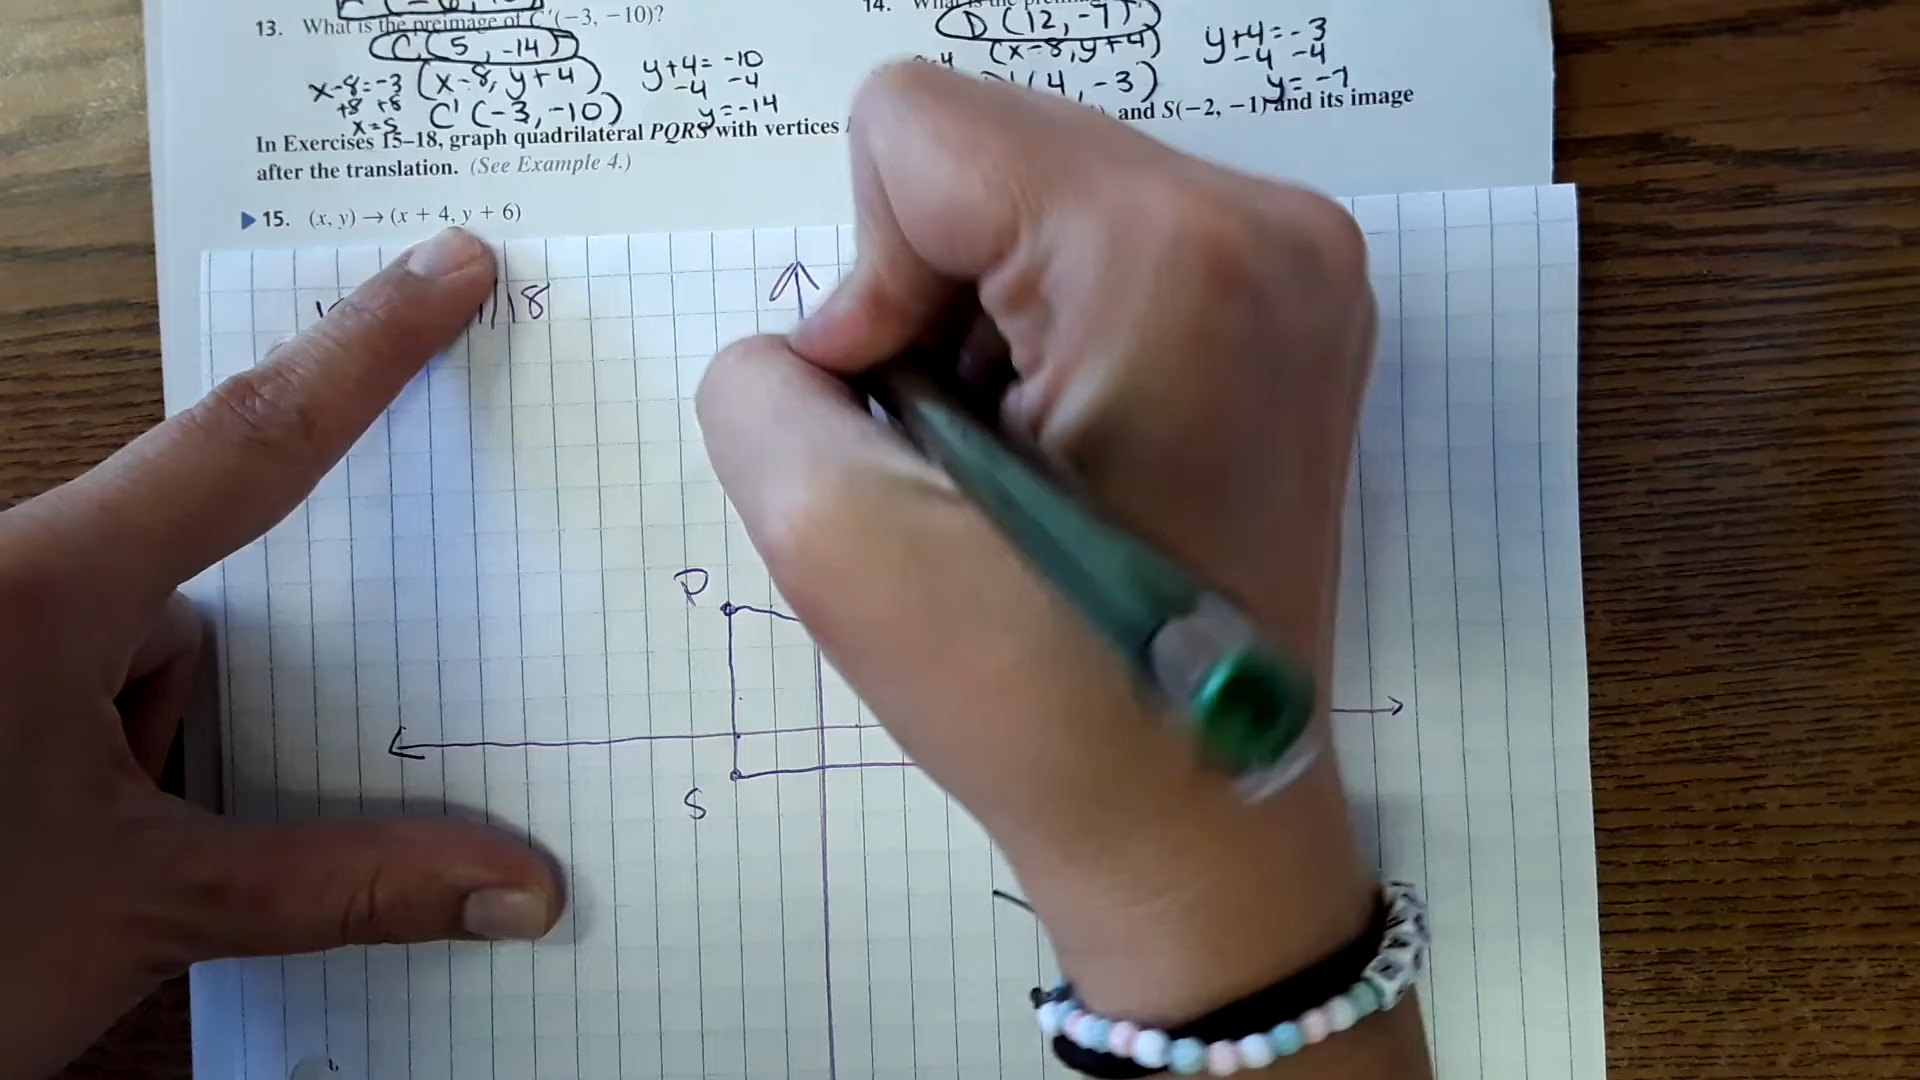 13. What is the preimage of C′(−3, −10)?
14.
C (5, -14)
D (12, -7)
x-8=-3 (x-8, y+4) y+4= -10
+8 +8 -4 -4
x=5 C' (-3, -10) y=-14
(x-8, y+4) y+4=-3
-4 -4
(4, -3) y= -7
In Exercises 15–18, graph quadrilateral PQRS with vertices and S(−2, −1) and its image
after the translation. (See Example 4.)
15. (x, y) → (x + 4, y + 6)
18
P
S